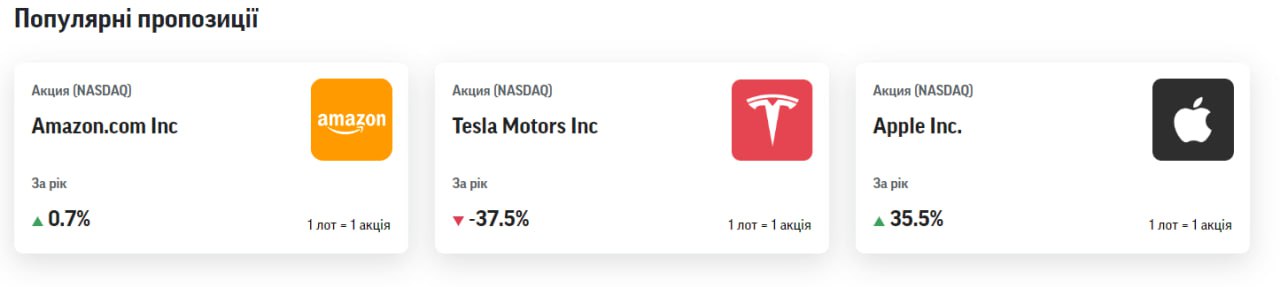 Популярні пропозиції
Акция (NASDAQ)
Amazon.com Inc
amazon
За рік
0.7%
1 лот = 1 акція
Акция (NASDAQ)
Tesla Motors Inc
За рік
-37.5%
1 лот = 1 акція
Акция (NASDAQ)
Apple Inc.
За рік
35.5%
1 лот = 1 акція